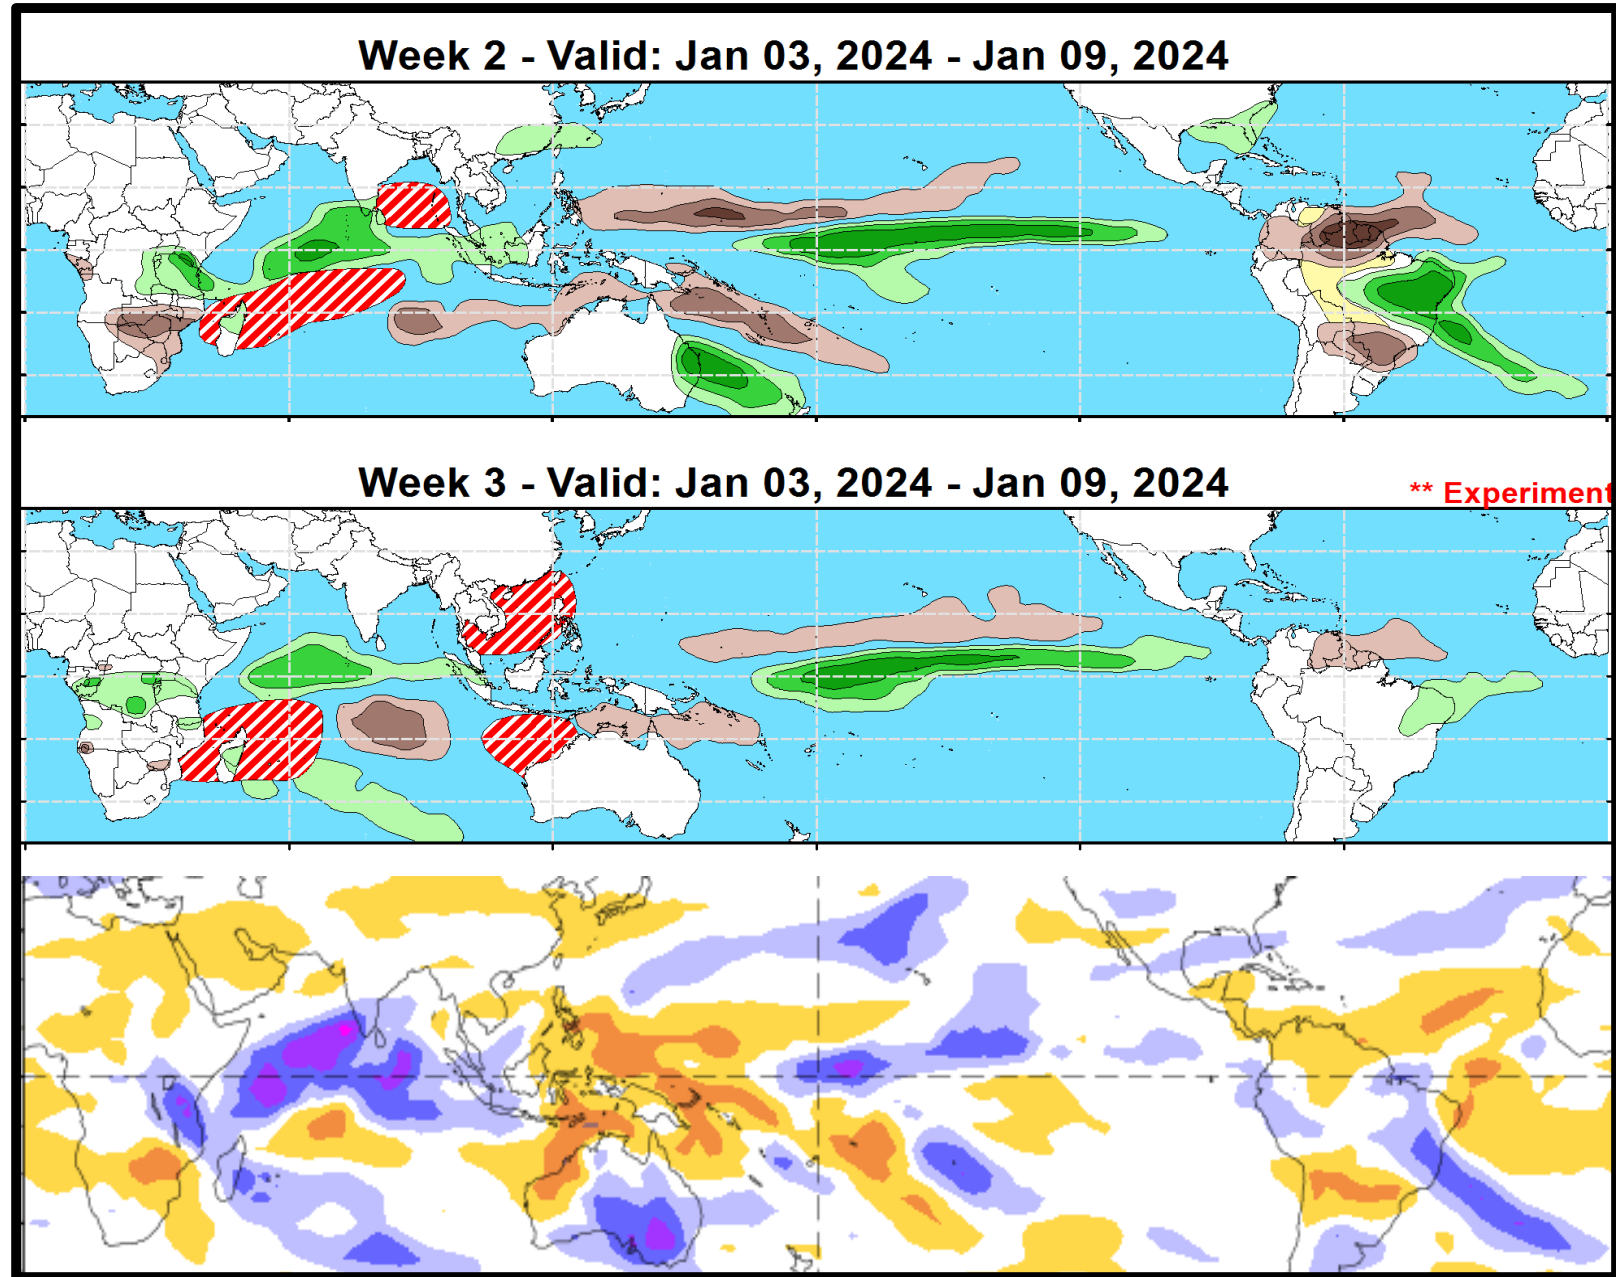 Week 2 - Valid: Jan 03, 2024 - Jan 09, 2024
Week 3 - Valid: Jan 03, 2024 - Jan 09, 2024
** Experiment